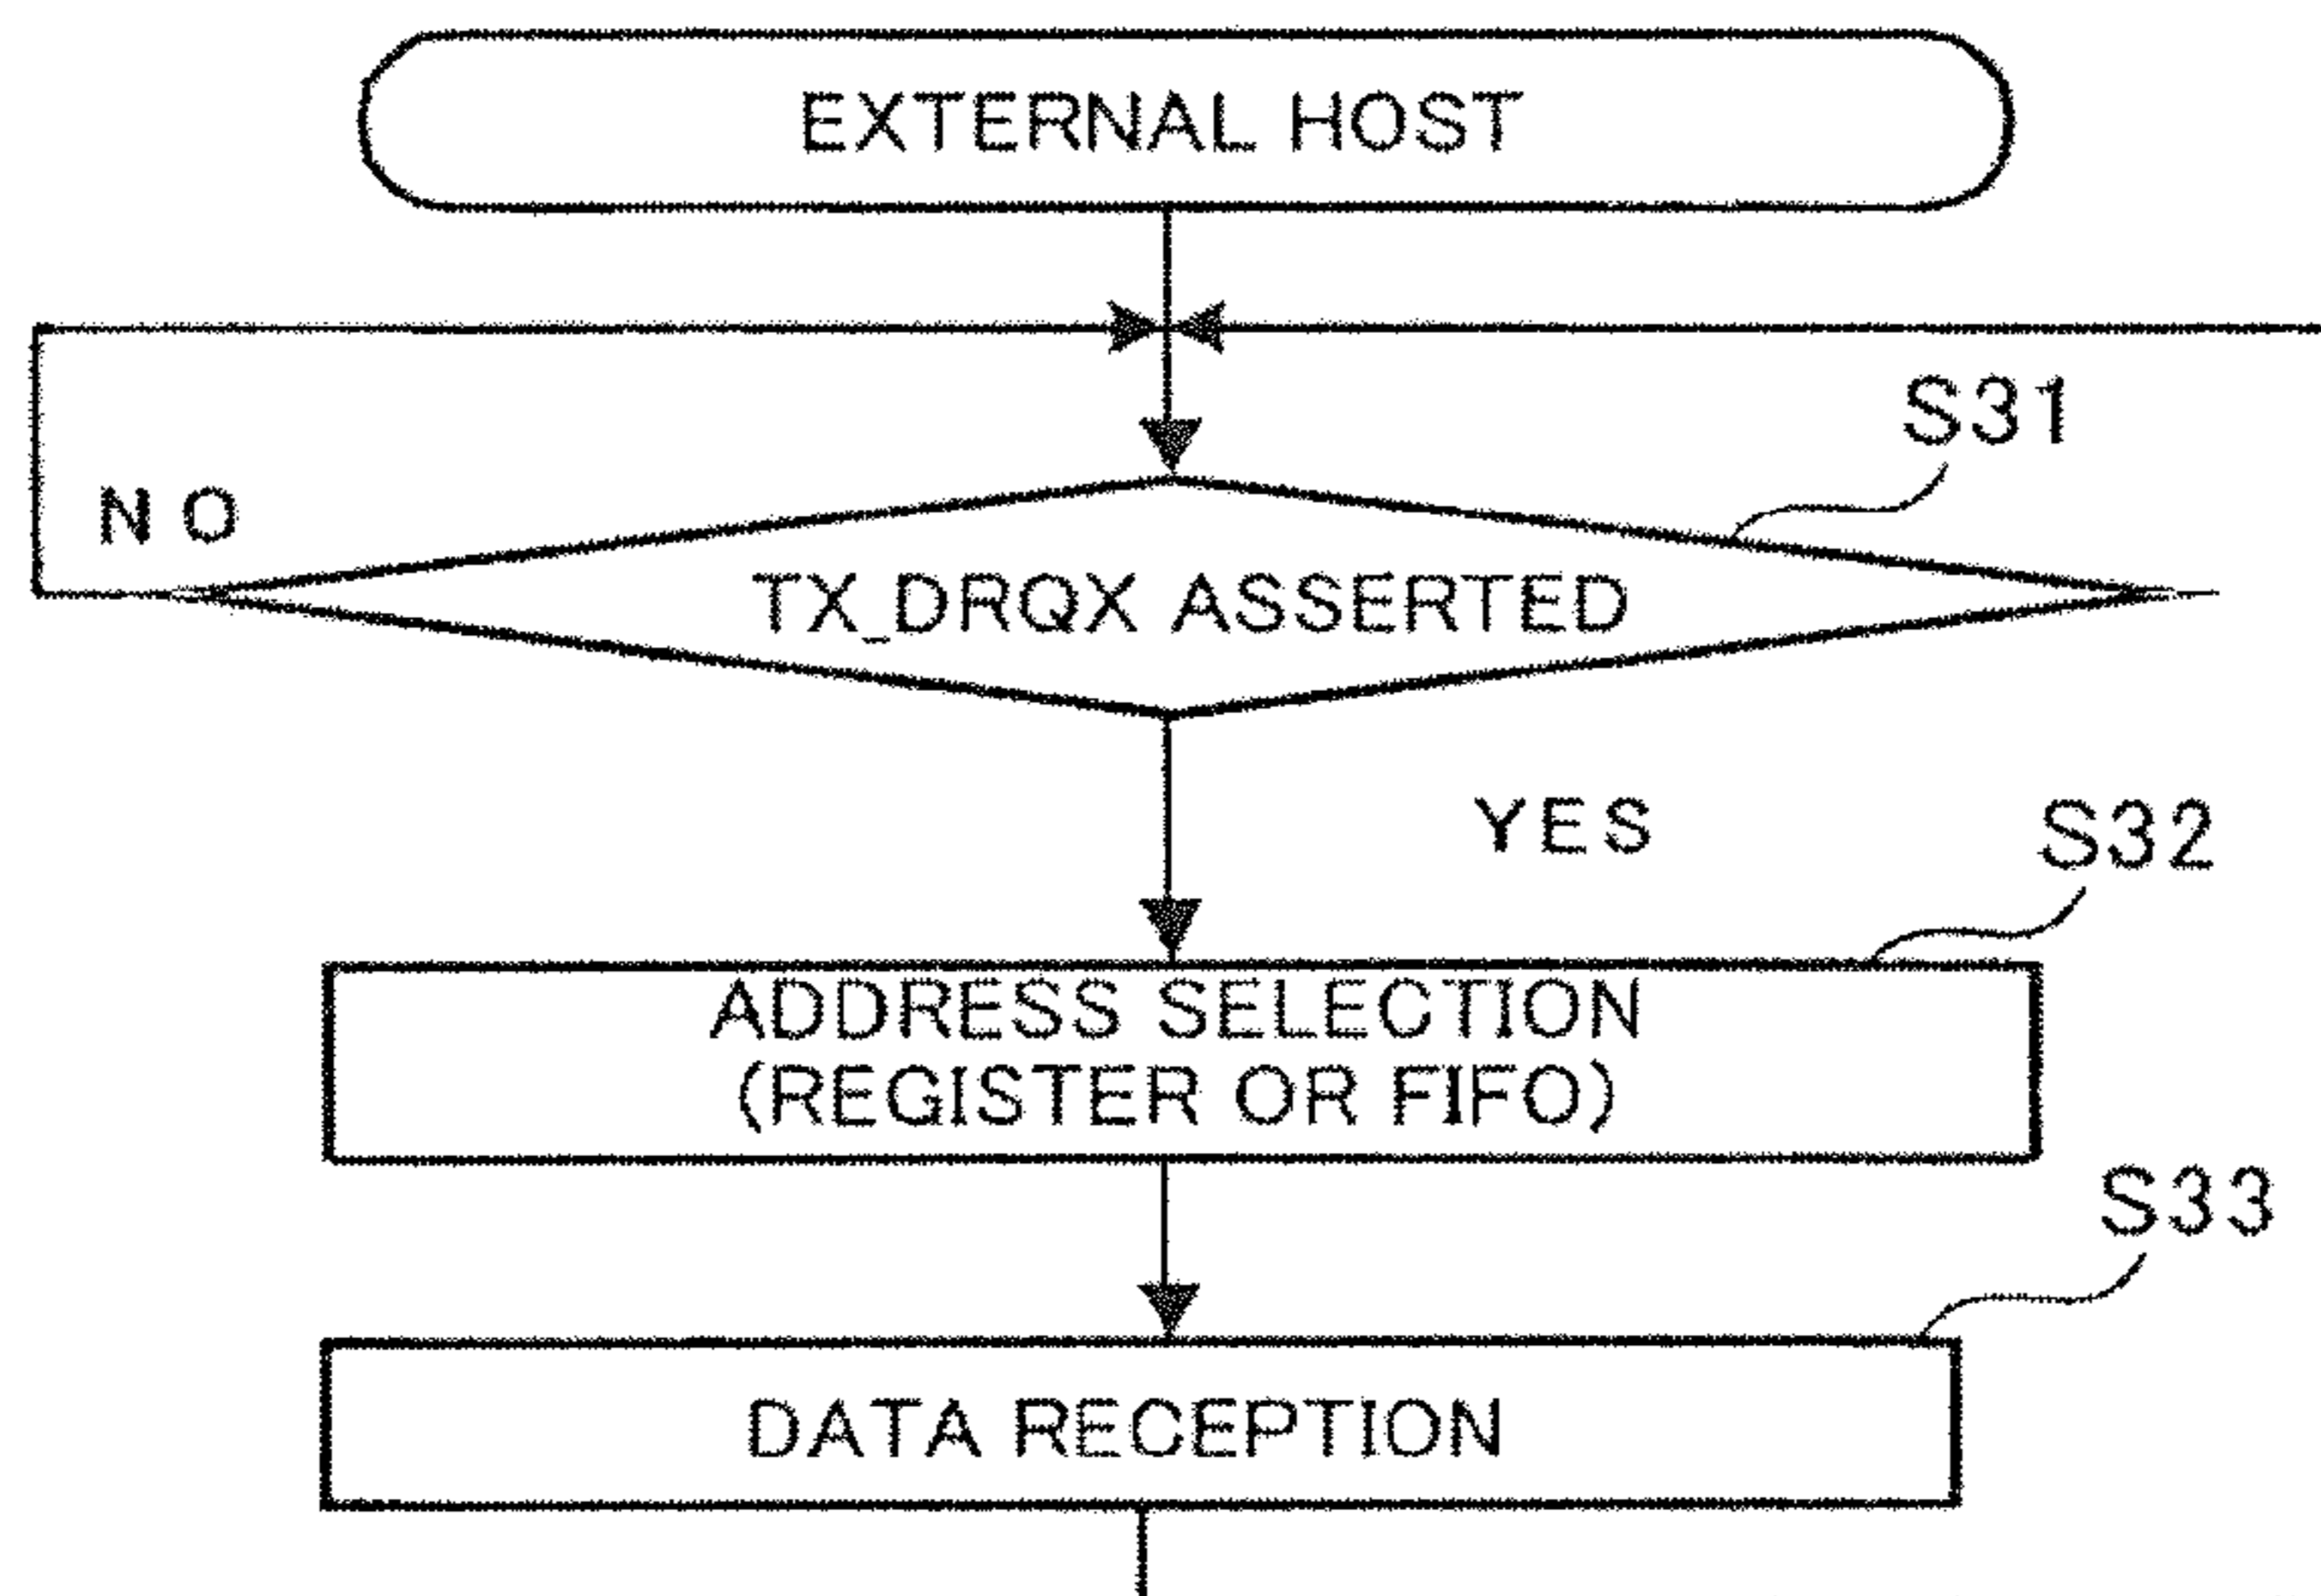 EXTERNAL HOST
S31
NO
TX_DRQX ASSERTED
YES
S32
ADDRESS SELECTION
(REGISTER OR FIFO)
S33
DATA RECEPTION